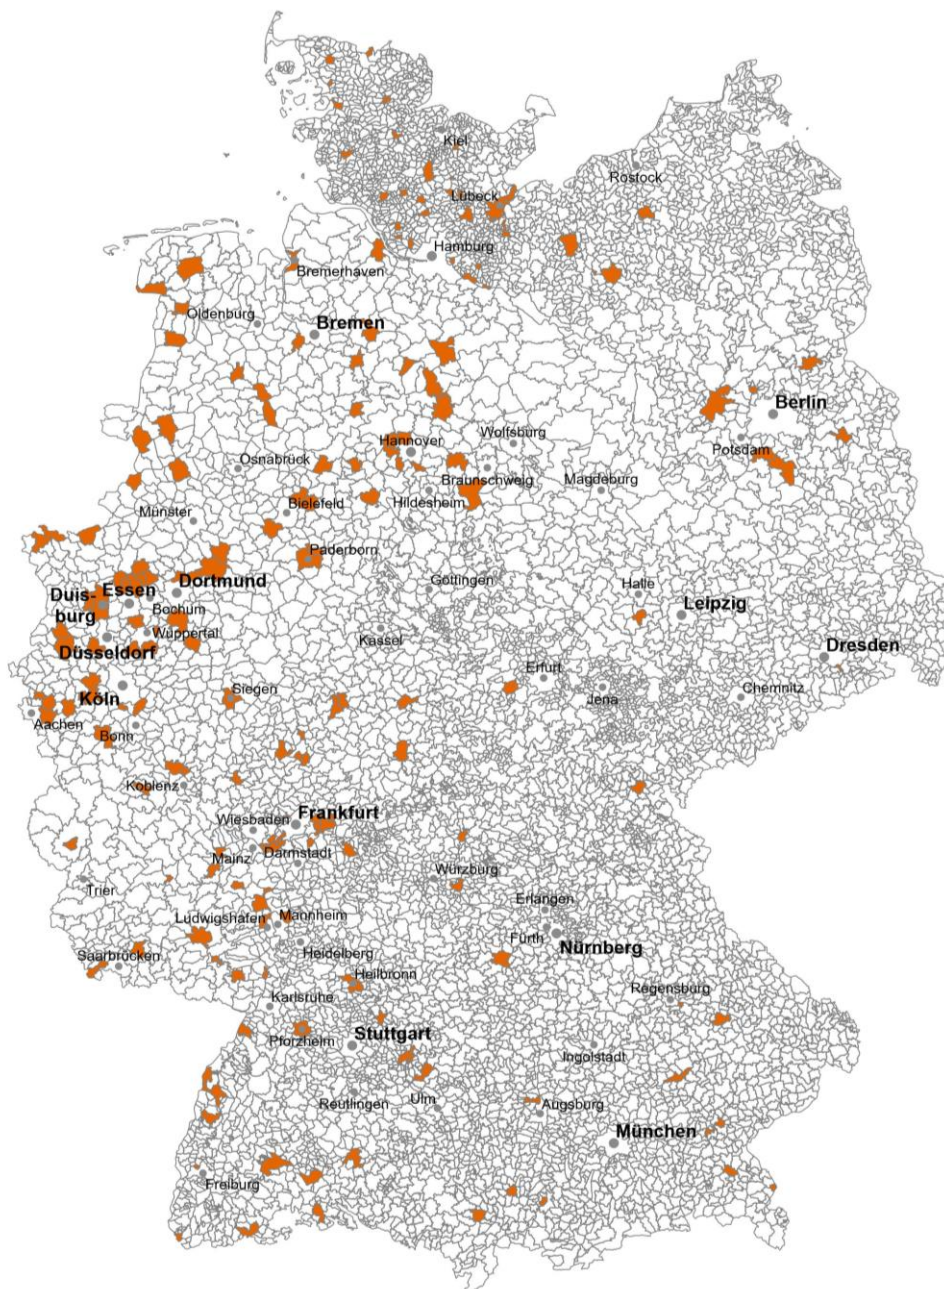 Kiel
Rostock
Lübeck
Hamburg
Bremerhaven
Oldenburg
Bremen
Berlin
Wolfsburg
Hannover
Potsdam
Osnabrück
Braunschweig
Magdeburg
Hildesheim
Bielefeld
Münster
Paderborn
Göttingen
Halle
Duis-
burg
Essen
Dortmund
Bochum
Leipzig
Wuppertal
Kassel
Düsseldorf
Dresden
Erfurt
Siegen
Jena
Chemnitz
Köln
Aachen
Bonn
Koblenz
Wiesbaden
Frankfurt
Mainz
Darmstadt
Würzburg
Trier
Erlangen
Ludwigshafen
Mannheim
Fürth
Nürnberg
Saarbrücken
Heidelberg
Heilbronn
Regensburg
Karlsruhe
Pforzheim
Stuttgart
Ingolstadt
Reutlingen
Ulm
Augsburg
München
Freiburg